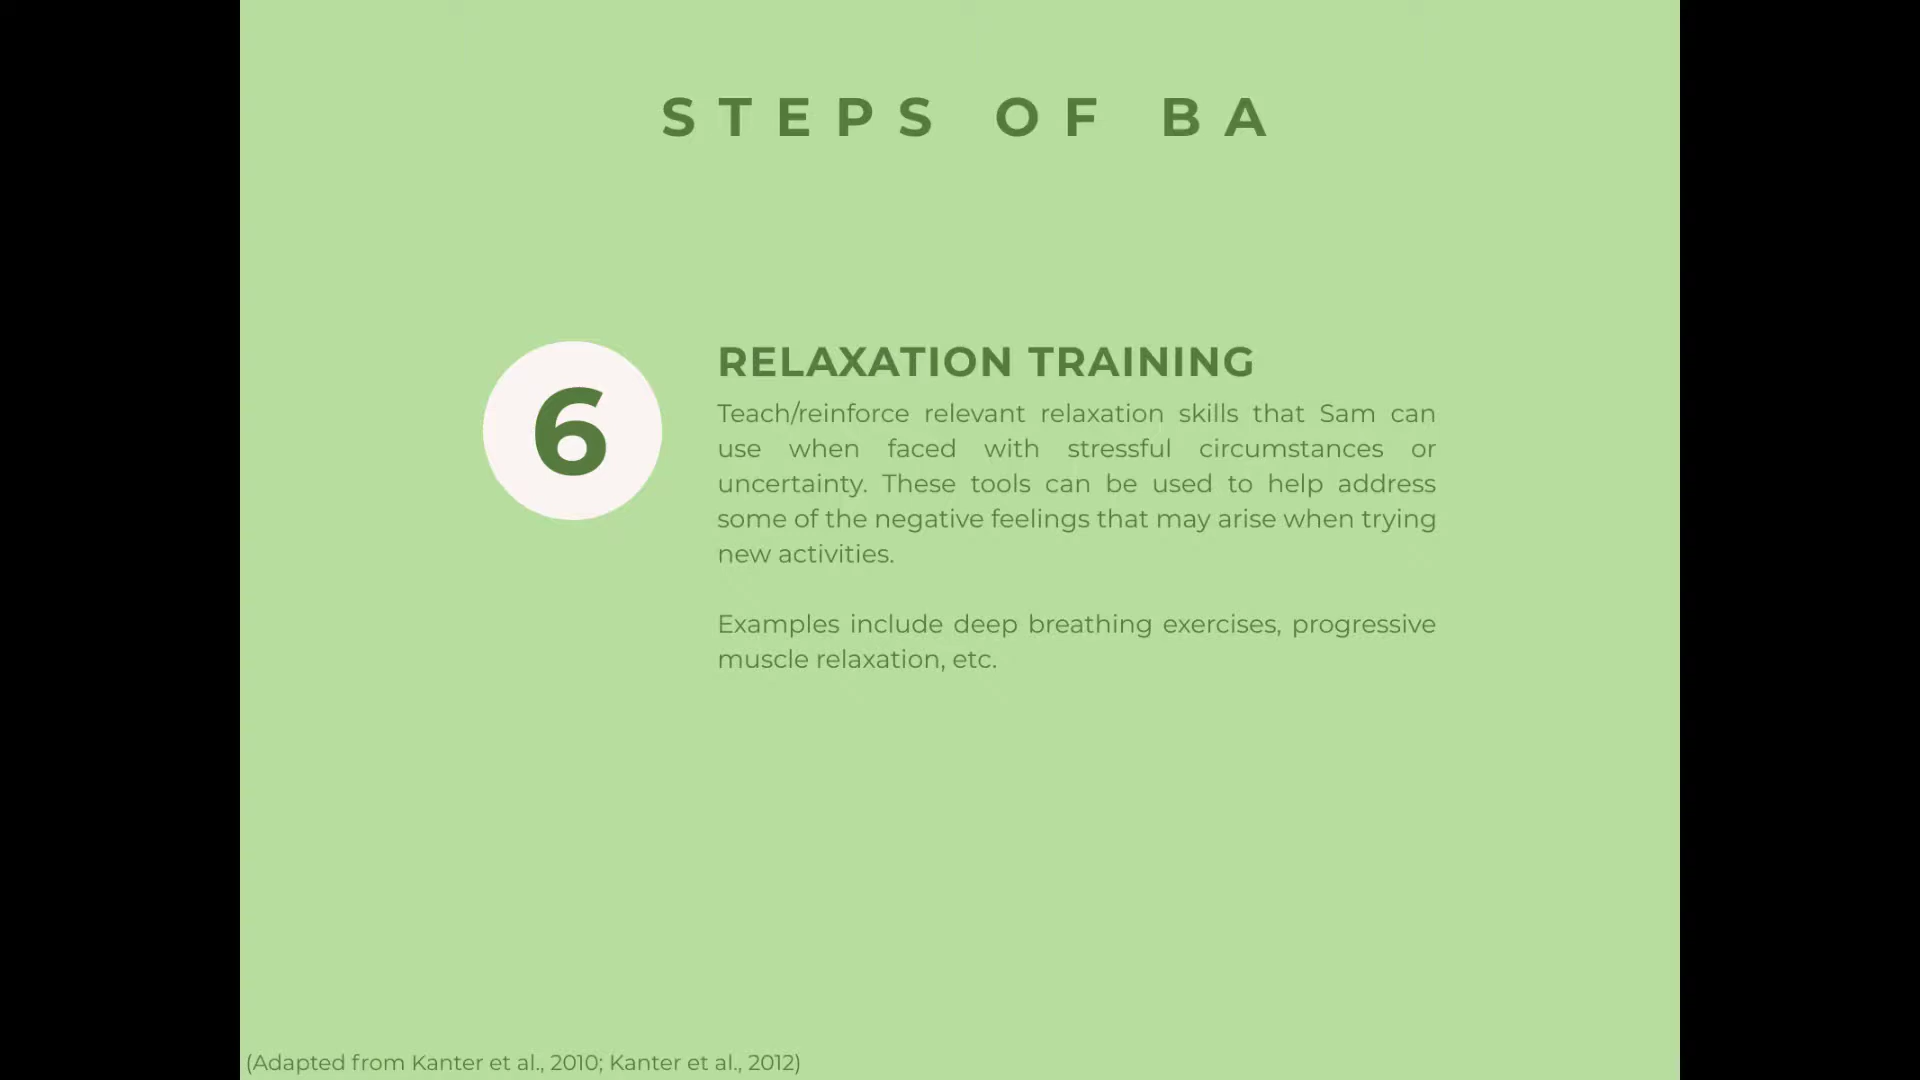 STEPS OF BA
6
RELAXATION TRAINING
Teach/reinforce relevant relaxation skills that Sam can
use when faced with stressful circumstances or
uncertainty. These tools can be used to help address
some of the negative feelings that may arise when trying
new activities.
Examples include deep breathing exercises, progressive
muscle relaxation, etc.
(Adapted from Kanter et al., 2010; Kanter et al., 2012)